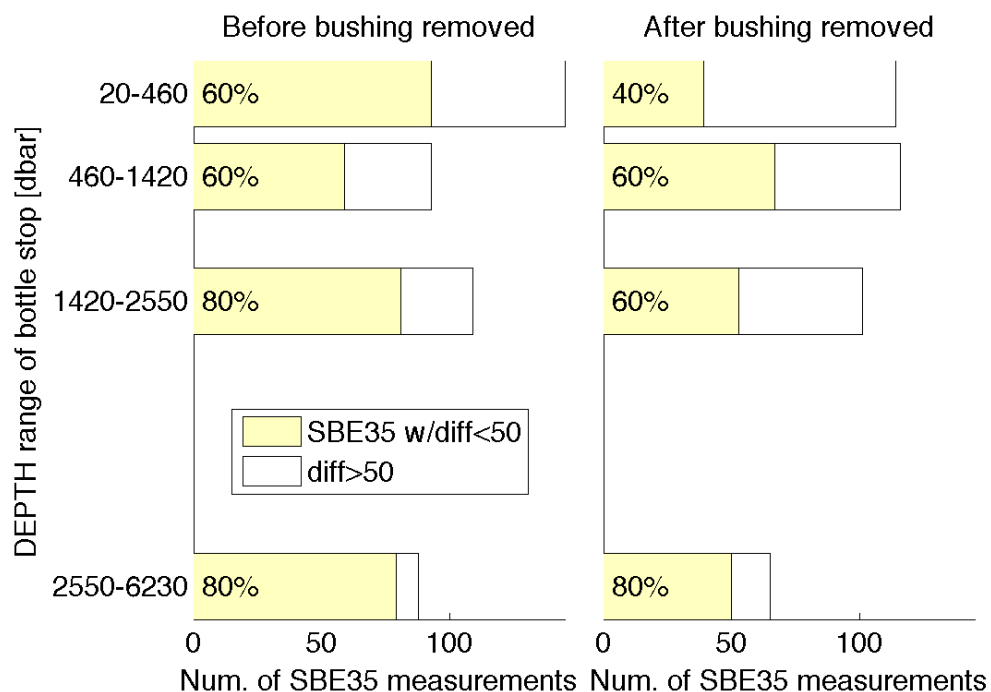 Before bushing removed
After bushing removed
DEPTH range of bottle stop [dbar]
20-460
60%
40%
460-1420
60%
60%
1420-2550
80%
60%
SBE35 w/diff<50
diff>50
2550-6230
80%
80%
0
50
100
0
50
100
Num. of SBE35 measurements
Num. of SBE35 measurements